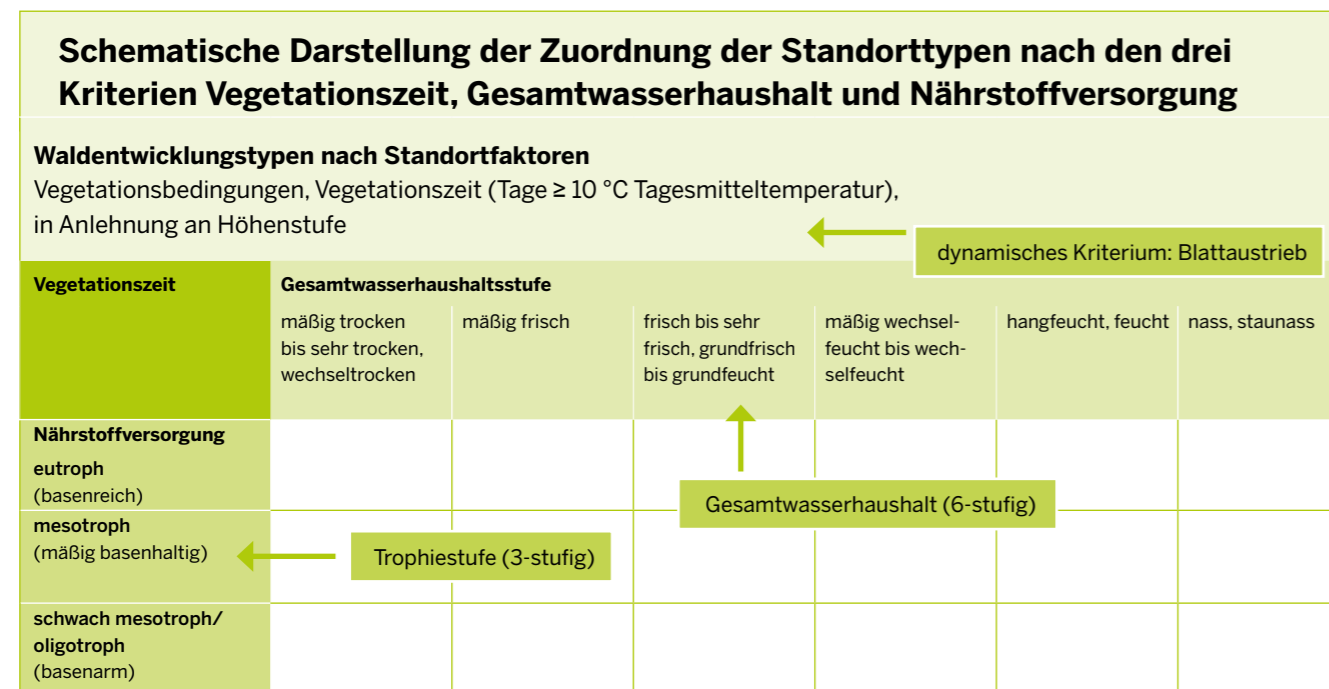 Schematische Darstellung der Zuordnung der Standorttypen nach den drei
Kriterien Vegetationszeit, Gesamtwasserhaushalt und Nährstoffversorgung
Waldentwicklungstypen nach Standortfaktoren
Vegetationsbedingungen, Vegetationszeit (Tage ≥ 10 °C Tagesmitteltemperatur),
in Anlehnung an Höhenstufe
dynamisches Kriterium: Blattaustrieb
Vegetationszeit
Gesamtwasserhaushaltsstufe
mäßig trocken
bis sehr trocken,
wechseltrocken
mäßig frisch
frisch bis sehr
frisch, grundfrisch
bis grundfeucht
mäßig wechsel-
feucht bis wech-
selfeucht
hangfeucht, feucht
nass, staunass
Nährstoffversorgung
eutroph
(basenreich)
Gesamtwasserhaushalt (6-stufig)
mesotroph
(mäßig basenhaltig)
Trophiestufe (3-stufig)
schwach mesotroph/
oligotroph
(basenarm)